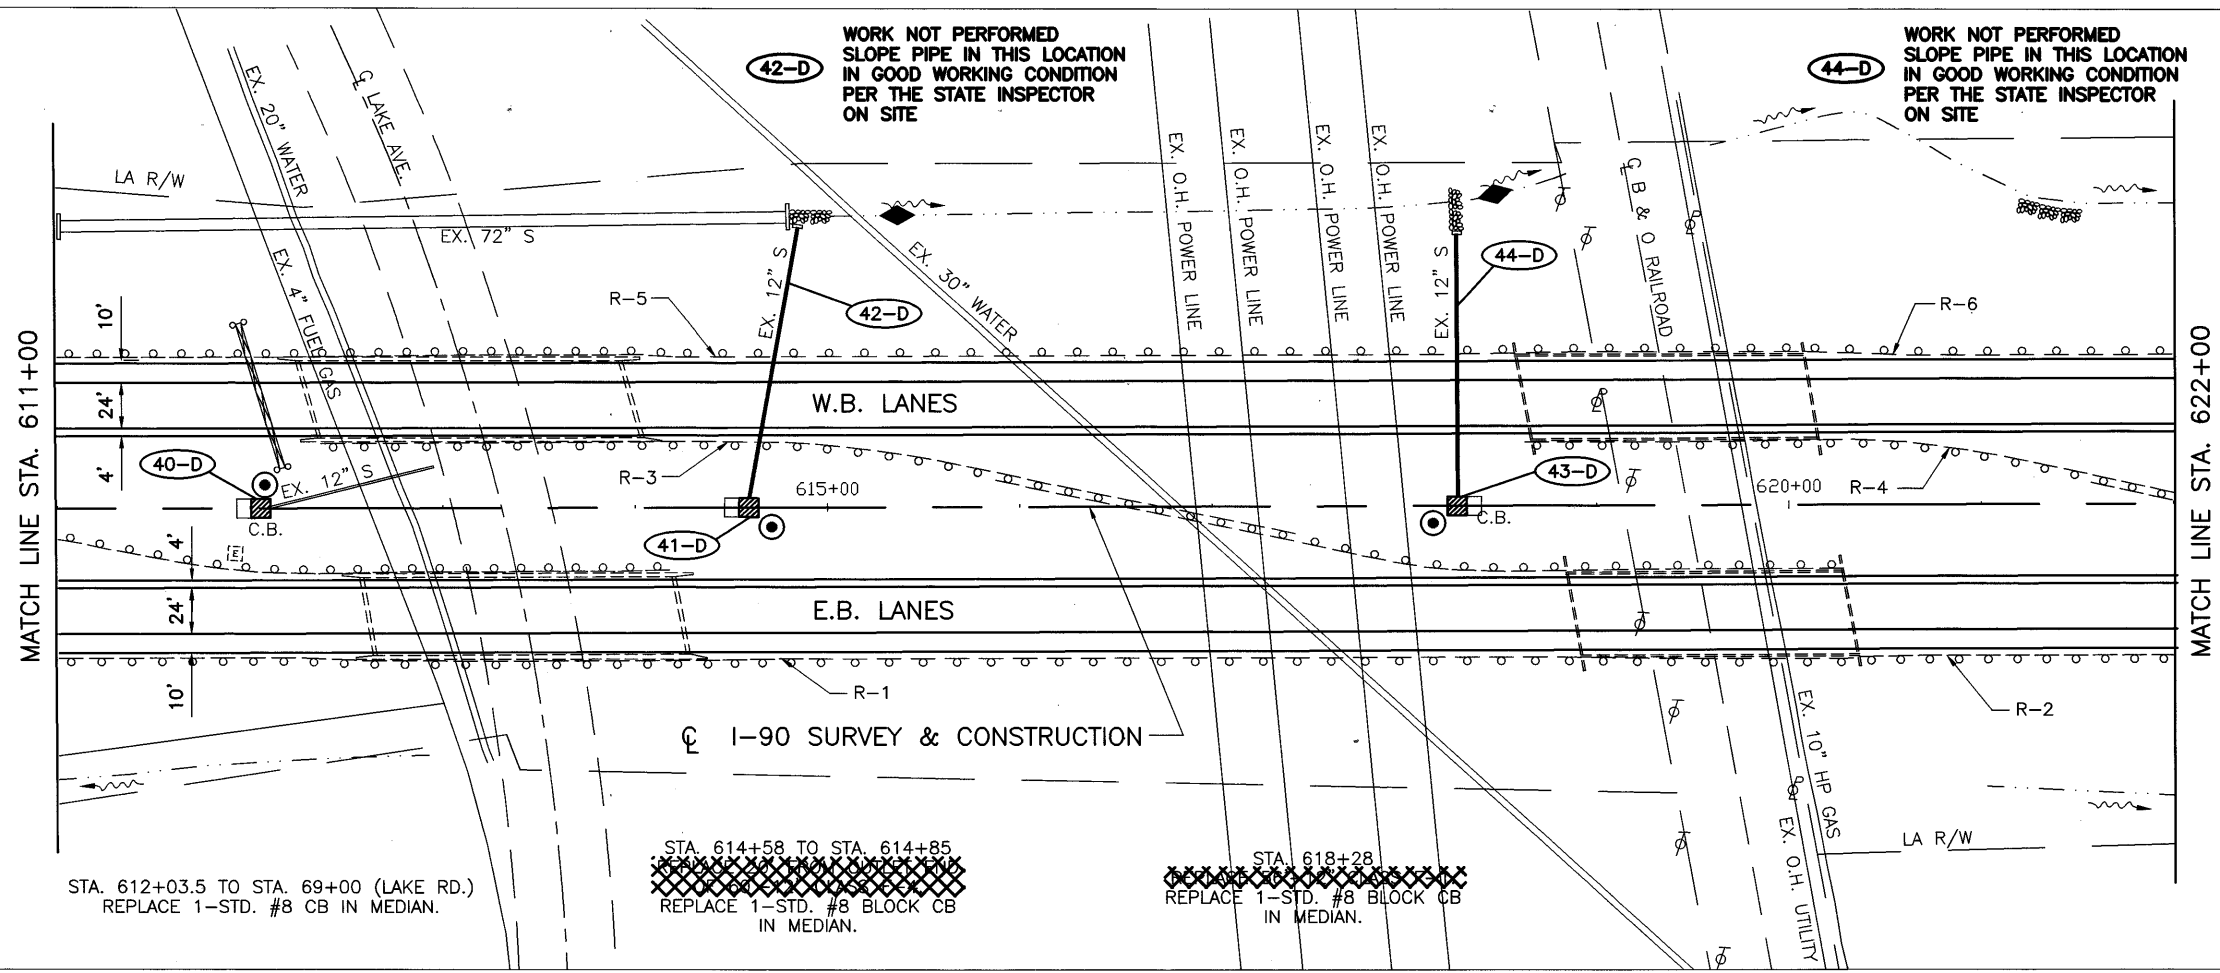 42-D
WORK NOT PERFORMED
SLOPE PIPE IN THIS LOCATION
IN GOOD WORKING CONDITION
PER THE STATE INSPECTOR
ON SITE
44-D
WORK NOT PERFORMED
SLOPE PIPE IN THIS LOCATION
IN GOOD WORKING CONDITION
PER THE STATE INSPECTOR
ON SITE
EX. 20" WATER
℄ LAKE AVE.
LA R/W
EX. 72" S
EX. 4" FUEL GAS
EX. 12" S
42-D
EX. 30" WATER
EX. O.H. POWER LINE
EX. O.H. POWER LINE
EX. O.H. POWER LINE
EX. O.H. POWER LINE
EX. 12" S
44-D
℄ B & O RAILROAD
R-5
R-6
MATCH LINE STA. 611+00
10'
24'
4'
W.B. LANES
MATCH LINE STA. 622+00
40-D
EX. 12" S
C.B.
R-3
615+00
43-D
C.B.
620+00
R-4
41-D
E
4'
24'
10'
E.B. LANES
R-1
R-2
℄ I-90 SURVEY & CONSTRUCTION
EX. 10" HP GAS
EX. O.H. UTILITY
LA R/W
STA. 612+03.5 TO STA. 69+00 (LAKE RD.)
REPLACE 1-STD. #8 CB IN MEDIAN.
STA. 614+58 TO STA. 614+85
REPLACE 1-STD. #8 BLOCK CB
IN MEDIAN.
STA. 618+28
REPLACE 1-STD. #8 BLOCK CB
IN MEDIAN.